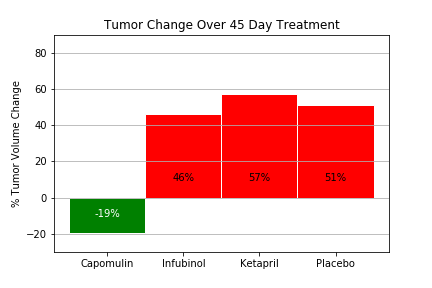 Tumor Change Over 45 Day Treatment
% Tumor Volume Change
80
60
40
20
0
−20
-19%
46%
57%
51%
Capomulin
Infubinol
Ketapril
Placebo